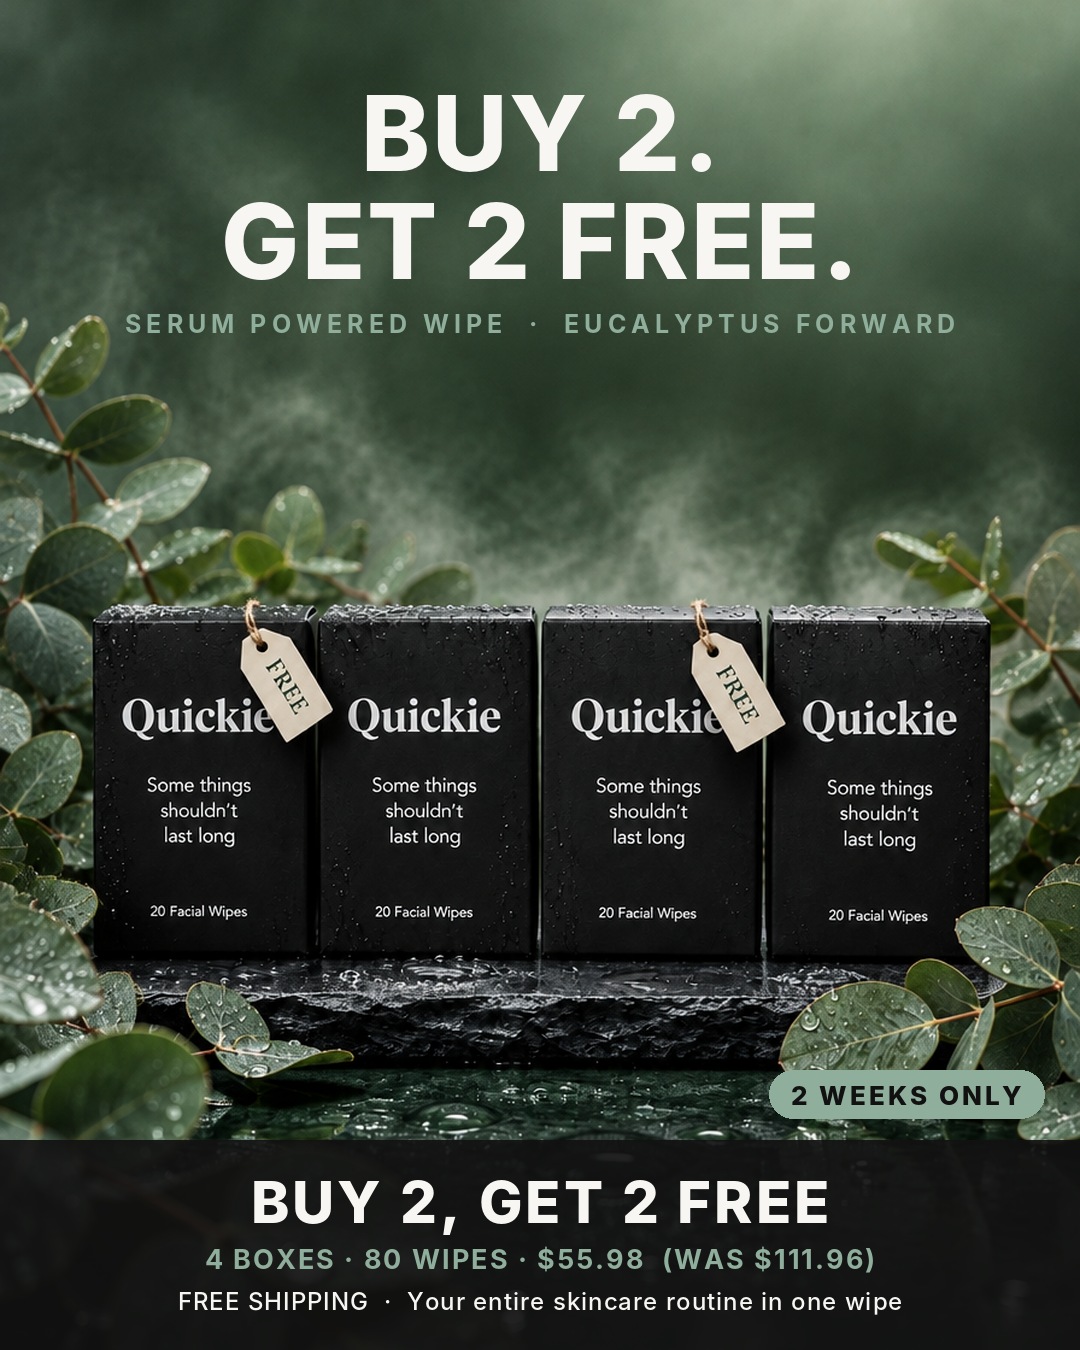 BUY 2.
GET 2 FREE.
SERUM POWERED WIPE · EUCALYPTUS FORWARD
FREE
FREE
Quickie
Quickie
Quickie
Quickie
Some things
shouldn't
last long
Some things
shouldn't
last long
Some things
shouldn't
last long
Some things
shouldn't
last long
20 Facial Wipes
20 Facial Wipes
20 Facial Wipes
20 Facial Wipes
2 WEEKS ONLY
BUY 2, GET 2 FREE
4 BOXES · 80 WIPES · $55.98 (WAS $111.96)
FREE SHIPPING · Your entire skincare routine in one wipe